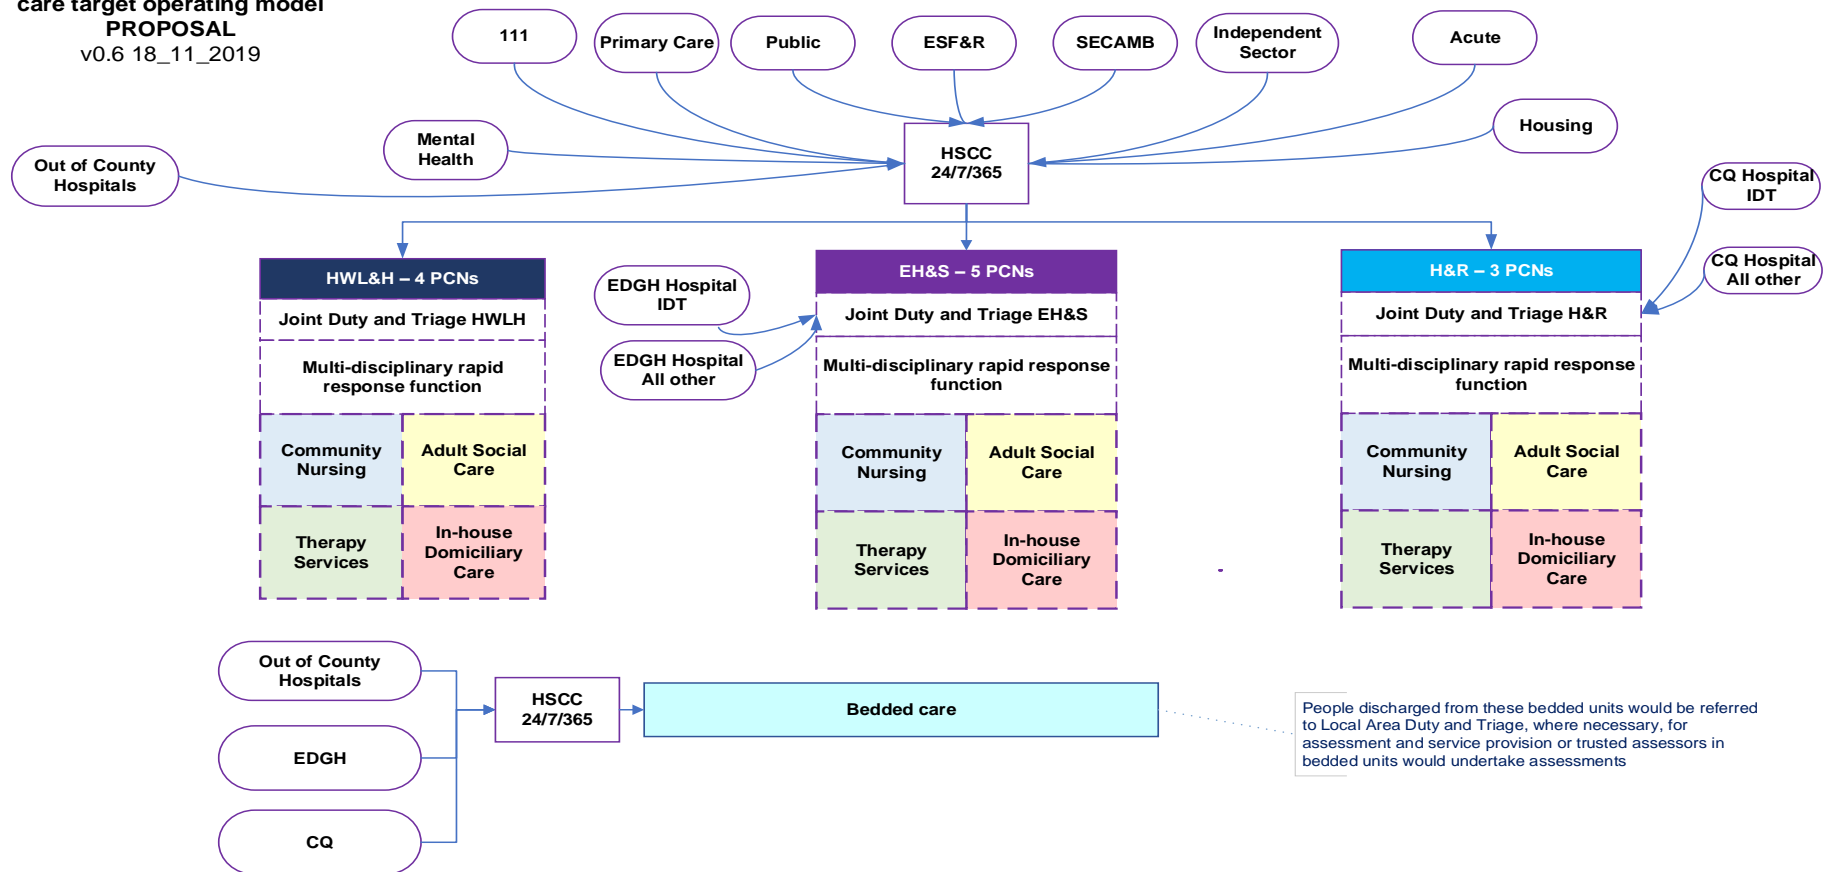 care target operating model
PROPOSAL
v0.6 18_11_2019
111
Primary Care
Public
ESF&R
SECAMB
Independent
Sector
Acute
Mental
Health
Housing
Out of County
Hospitals
HSCC
24/7/365
CQ Hospital
IDT
CQ Hospital
All other
HWL&H – 4 PCNs
Joint Duty and Triage HWLH
Multi-disciplinary rapid
response function
Community
Nursing
Adult Social
Care
Therapy
Services
In-house
Domiciliary
Care
EDGH Hospital
IDT
EDGH Hospital
All other
EH&S – 5 PCNs
Joint Duty and Triage EH&S
Multi-disciplinary rapid response
function
Community
Nursing
Adult Social
Care
Therapy
Services
In-house
Domiciliary
Care
H&R – 3 PCNs
Joint Duty and Triage H&R
Multi-disciplinary rapid response
function
Community
Nursing
Adult Social
Care
Therapy
Services
In-house
Domiciliary
Care
Out of County
Hospitals
EDGH
CQ
HSCC
24/7/365
Bedded care
People discharged from these bedded units would be referred
to Local Area Duty and Triage, where necessary, for
assessment and service provision or trusted assessors in
bedded units would undertake assessments